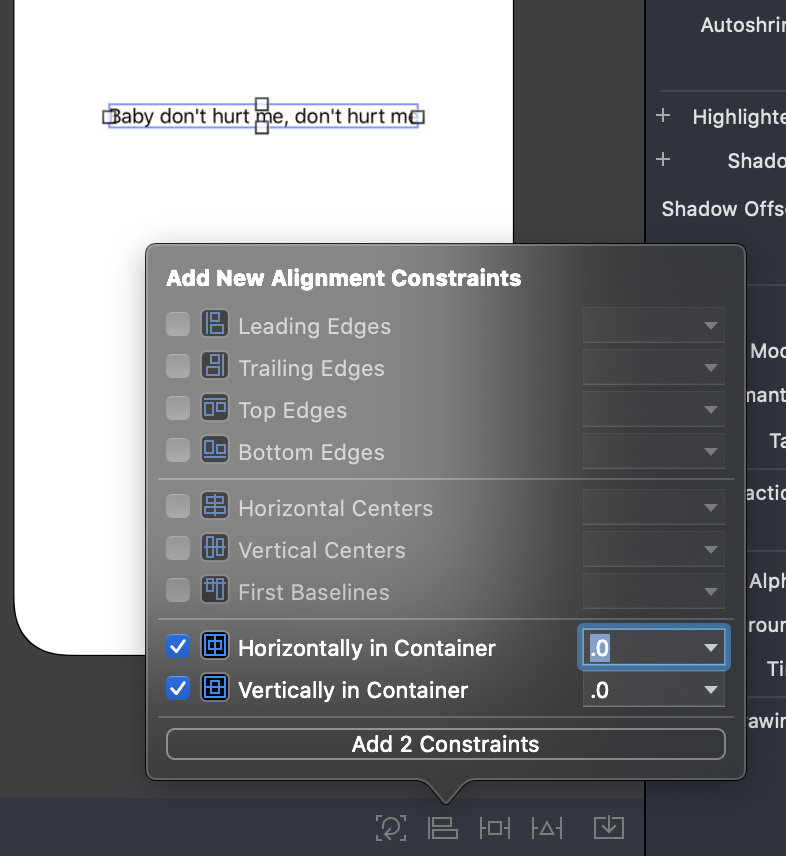 Autoshrin
Baby don't hurt me, don't hurt me
Highlighte
Shado
Shadow Offs
Add New Alignment Constraints
Leading Edges
Trailing Edges
Top Edges
Bottom Edges
Horizontal Centers
Vertical Centers
First Baselines
Horizontally in Container .0
Vertically in Container .0
Add 2 Constraints
Mod
mant
Ta
actio
Alph
roun
Ti
awin